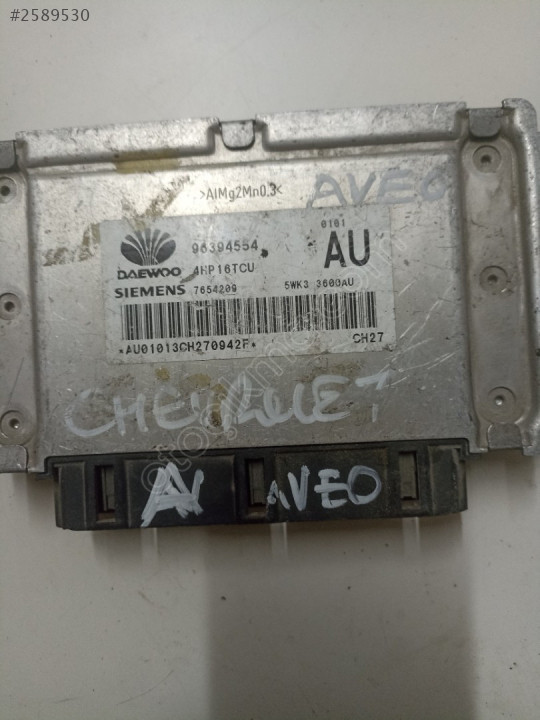 #2589530
>AlMg2Mn0.3<
AVEO
DAEWOO
96394554
0101
AU
4HP16TCU
SIEMENS 7654209
5WK3 3600AU
*AU01013CH270942F*
CH27
CHEVROLET
AVEO